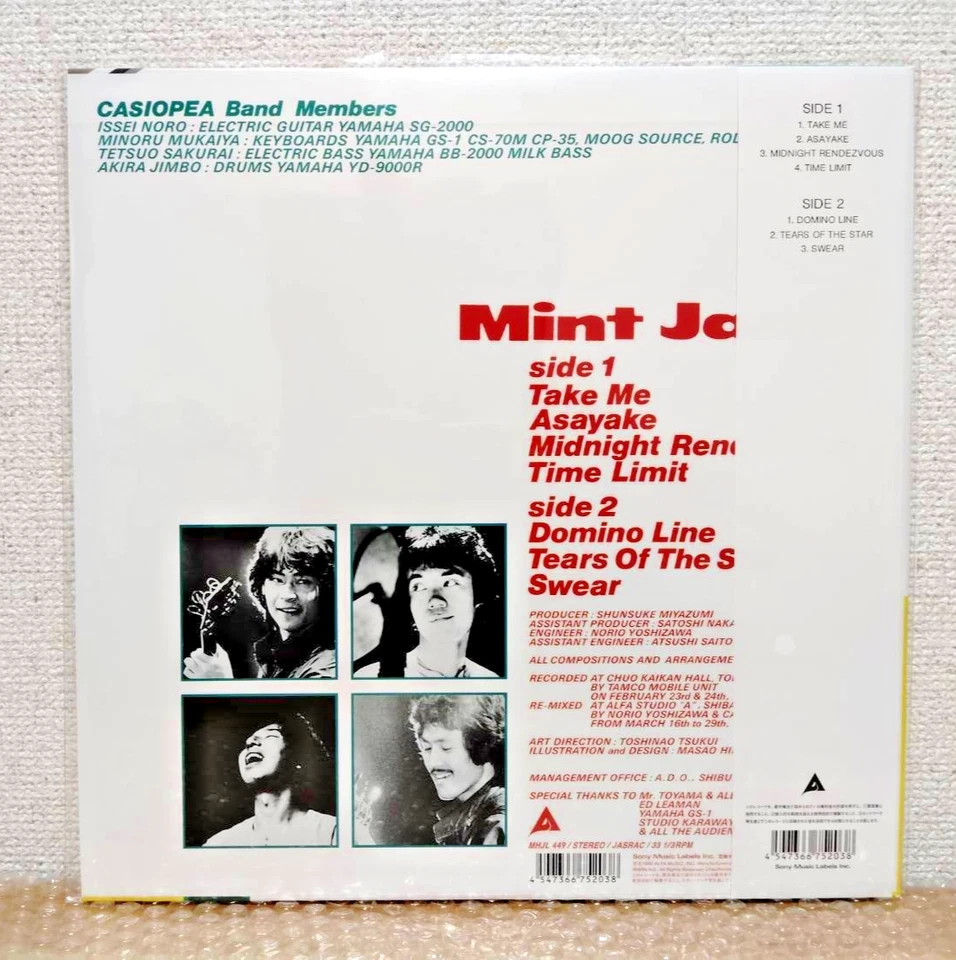 CASIOPEA Band Members
ISSEI NORO : ELECTRIC GUITAR YAMAHA SG-2000
MINORU MUKAIYA : KEYBOARDS YAMAHA GS-1 CS-70M CP-35, MOOG SOURCE, ROL
TETSUO SAKURAI : ELECTRIC BASS YAMAHA BB-2000 MILK BASS
AKIRA JIMBO : DRUMS YAMAHA YD-9000R
Mint Ja
side 1
Take Me
Asayake
Midnight Rend
Time Limit
side 2
Domino Line
Tears Of The S
Swear
PRODUCER : SHUNSUKE MIYAZUMI
ASSISTANT PRODUCER : SATOSHI NAKA
ENGINEER : NORIO YOSHIZAWA
ASSISTANT ENGINEER : ATSUSHI SAITO
ALL COMPOSITIONS AND ARRANGEME
RECORDED AT CHUO KAIKAN HALL, TO
BY TAMCO MOBILE UNIT
ON FEBRUARY 23rd & 24th,
RE-MIXED AT ALFA STUDIO "A", SHIBA
BY NORIO YOSHIZAWA & CA
FROM MARCH 16th to 29th,
ART DIRECTION : TOSHINAO TSUKUI
ILLUSTRATION and DESIGN : MASAO HI
MANAGEMENT OFFICE : A.D.O., SHIBU
SPECIAL THANKS TO Mr. TOYAMA & ALL
ED LEAMAN
YAMAHA GS-1
STUDIO KARAWAY
& ALL THE AUDIEN
MHJL 449 / STEREO / JASRAC / 33 1/3RPM
Sony Music Labels Inc.
4 547366 752038
SIDE 1
1. TAKE ME
2. ASAYAKE
3. MIDNIGHT RENDEZVOUS
4. TIME LIMIT
SIDE 2
1. DOMINO LINE
2. TEARS OF THE STAR
3. SWEAR
4 547366 752038
Sony Music Labels Inc.